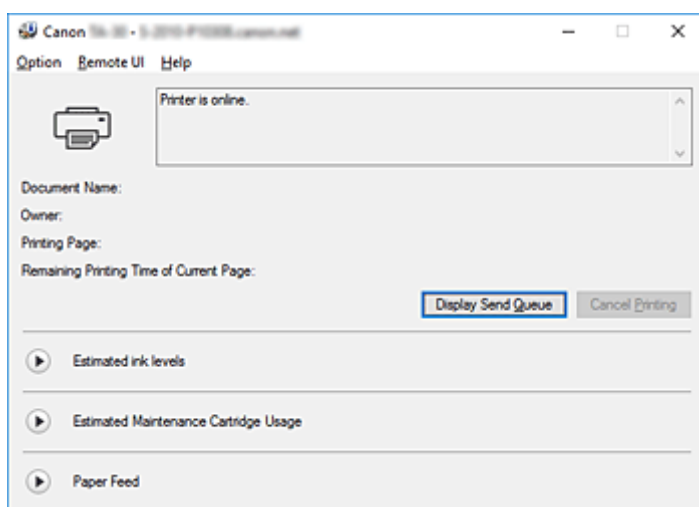 Canon
Option Remote UI Help
Printer is online.
Document Name:
Owner:
Printing Page:
Remaining Printing Time of Current Page:
Display Send Queue Cancel Printing
Estimated ink levels
Estimated Maintenance Cartridge Usage
Paper Feed